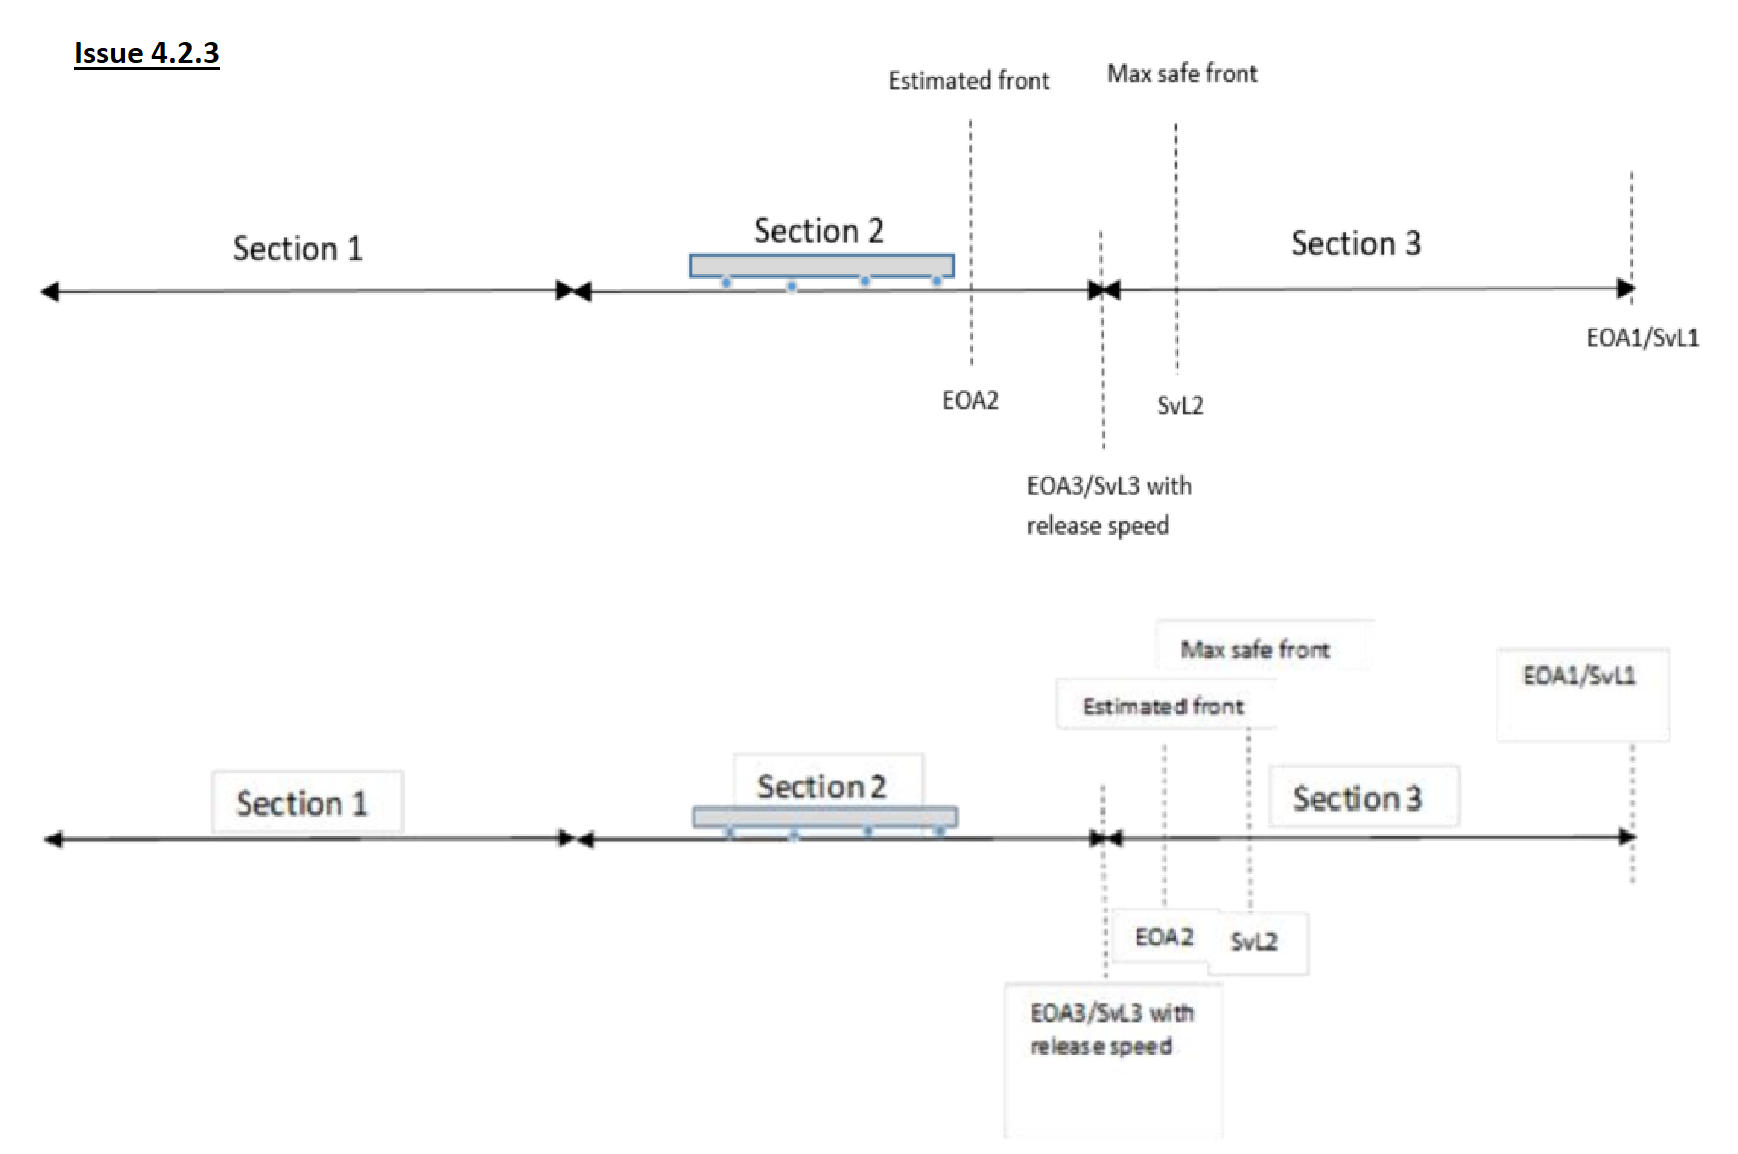 Issue 4.2.3
Estimated front
Max safe front
Section 1
Section 2
Section 3
EOA1/SvL1
EOA2
SvL2
EOA3/SvL3 with
release speed
Max safe front
EOA1/SvL1
Estimated front
Section 1
Section 2
Section 3
EOA2
SvL2
EOA3/SvL3 with
release speed